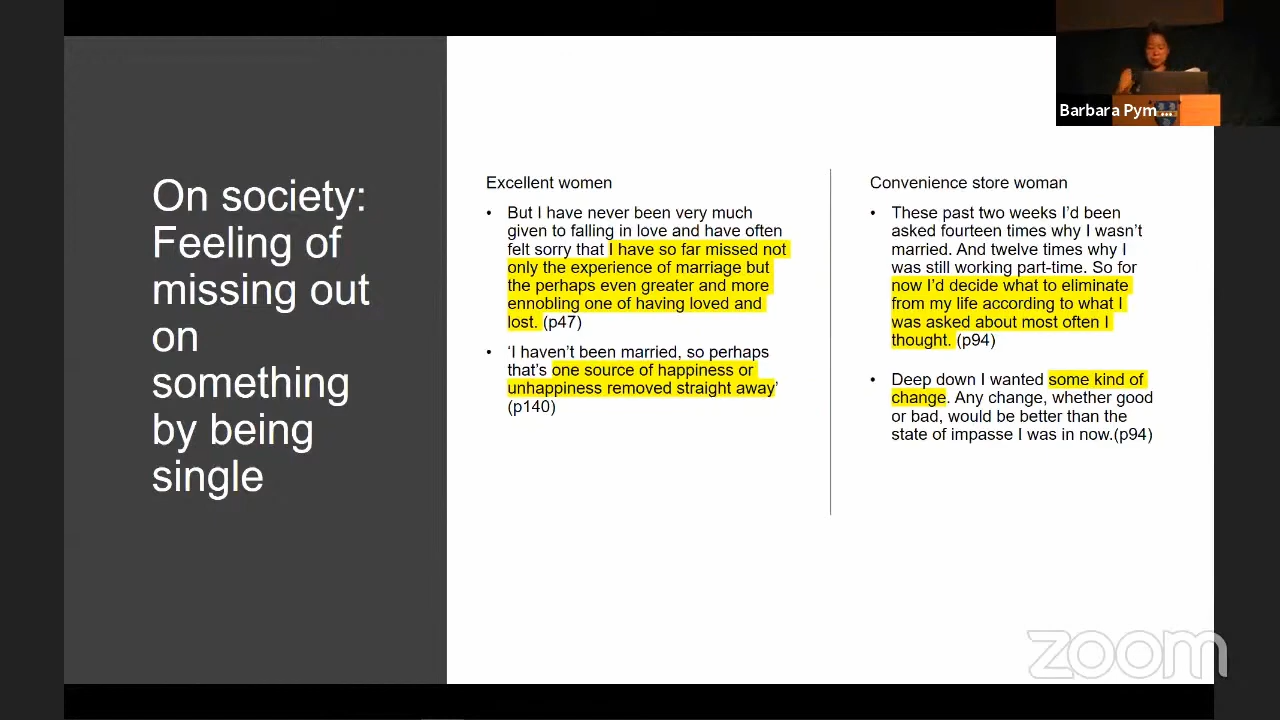 On society:
Feeling of
missing out
on
something
by being
single
Excellent women
• But I have never been very much
given to falling in love and have often
felt sorry that I have so far missed not
only the experience of marriage but
the perhaps even greater and more
ennobling one of having loved and
lost. (p47)
• ‘I haven’t been married, so perhaps
that’s one source of happiness or
unhappiness removed straight away’
(p140)
Convenience store woman
• These past two weeks I’d been
asked fourteen times why I wasn’t
married. And twelve times why I
was still working part-time. So for
now I’d decide what to eliminate
from my life according to what I
was asked about most often I
thought. (p94)
• Deep down I wanted some kind of
change. Any change, whether good
or bad, would be better than the
state of impasse I was in now.(p94)
Barbara Pym ...
zoom